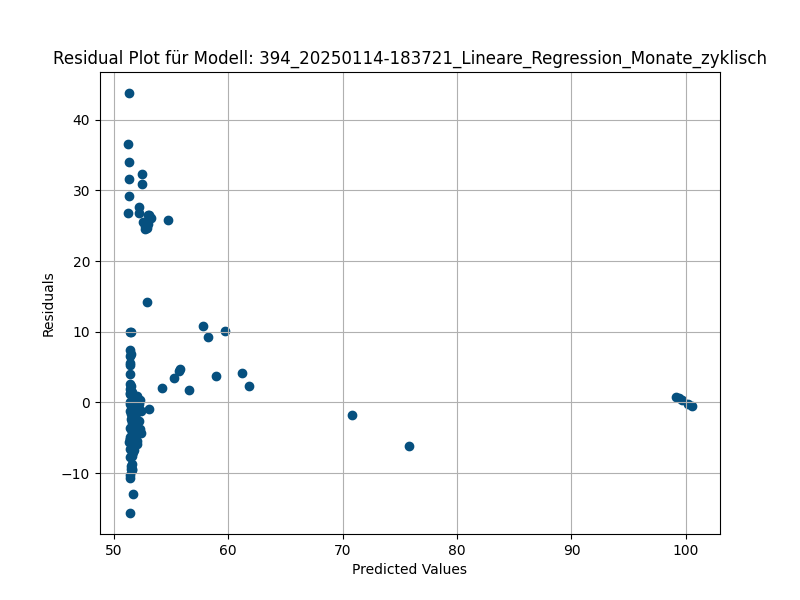 Residual Plot für Modell: 394_20250114-183721_Lineare_Regression_Monate_zyklisch
40
30
20
10
0
−10
Residuals
50 60 70 80 90 100
Predicted Values